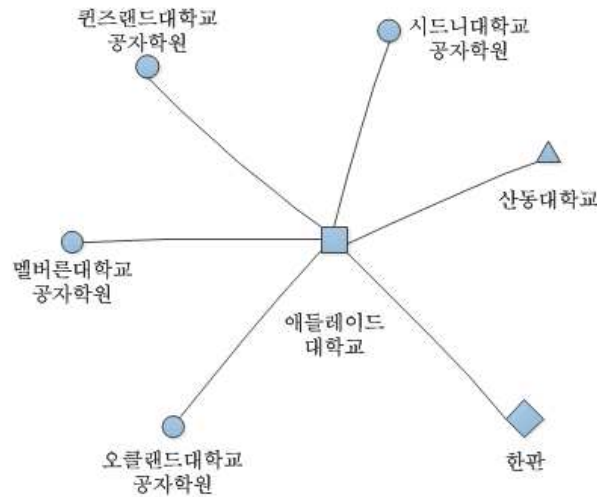 퀸즈랜드대학교
공자학원
시드니대학교
공자학원
산동대학교
멜버른대학교
공자학원
애들레이드
대학교
오클랜드대학교
공자학원
한판